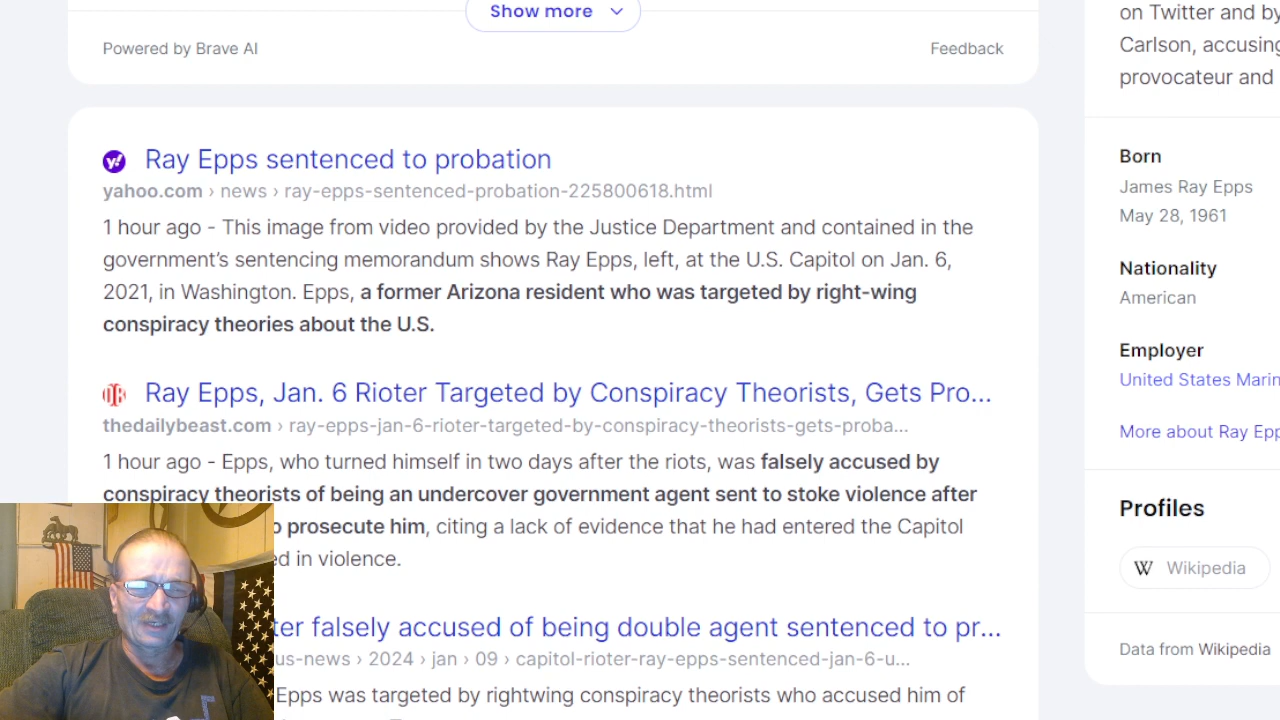 Show more
Powered by Brave AI
Feedback
y!
Ray Epps sentenced to probation
yahoo.com › news › ray-epps-sentenced-probation-225800618.html
1 hour ago - This image from video provided by the Justice Department and contained in the
government's sentencing memorandum shows Ray Epps, left, at the U.S. Capitol on Jan. 6,
2021, in Washington. Epps, a former Arizona resident who was targeted by right-wing
conspiracy theories about the U.S.
Ray Epps, Jan. 6 Rioter Targeted by Conspiracy Theorists, Gets Pro...
thedailybeast.com › ray-epps-jan-6-rioter-targeted-by-conspiracy-theorists-gets-proba...
1 hour ago - Epps, who turned himself in two days after the riots, was falsely accused by
conspiracy theorists of being an undercover government agent sent to stoke violence after
prosecute him, citing a lack of evidence that he had entered the Capitol
in violence.
falsely accused of being double agent sentenced to pr...
us-news › 2024 › jan › 09 › capitol-rioter-ray-epps-sentenced-jan-6-u...
Epps was targeted by rightwing conspiracy theorists who accused him of
on Twitter and by
Carlson, accusing
provocateur and
Born
James Ray Epps
May 28, 1961
Nationality
American
Employer
United States Marin
More about Ray Epp
Profiles
W Wikipedia
Data from Wikipedia